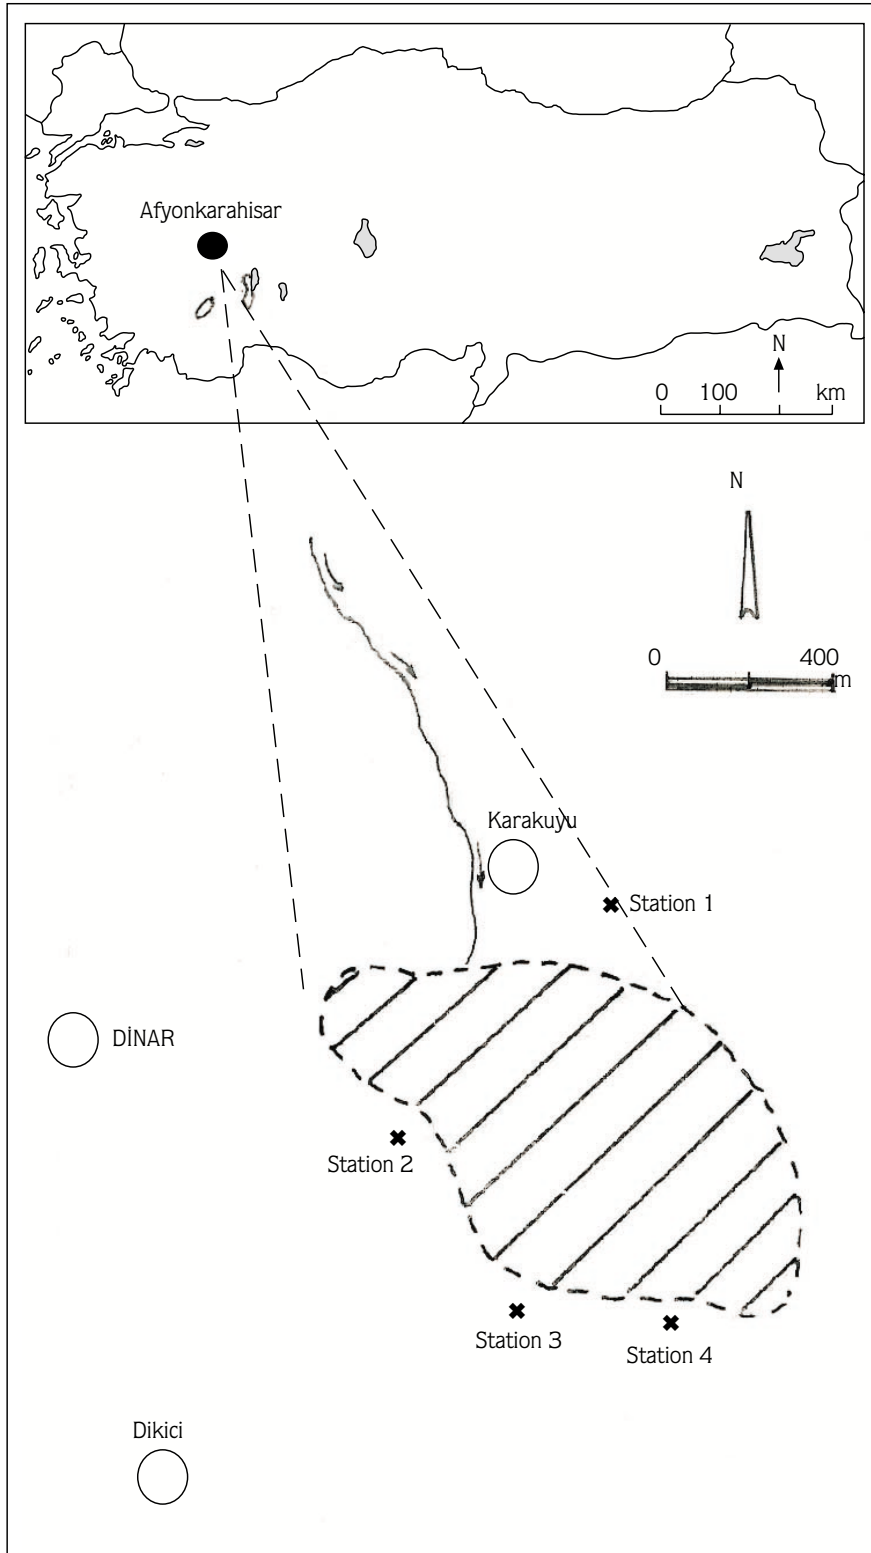 Afyonkarahisar
N
0 100 km
N
0 400
m
Karakuyu
Station 1
DİNAR
Station 2
Station 3
Station 4
Dikici